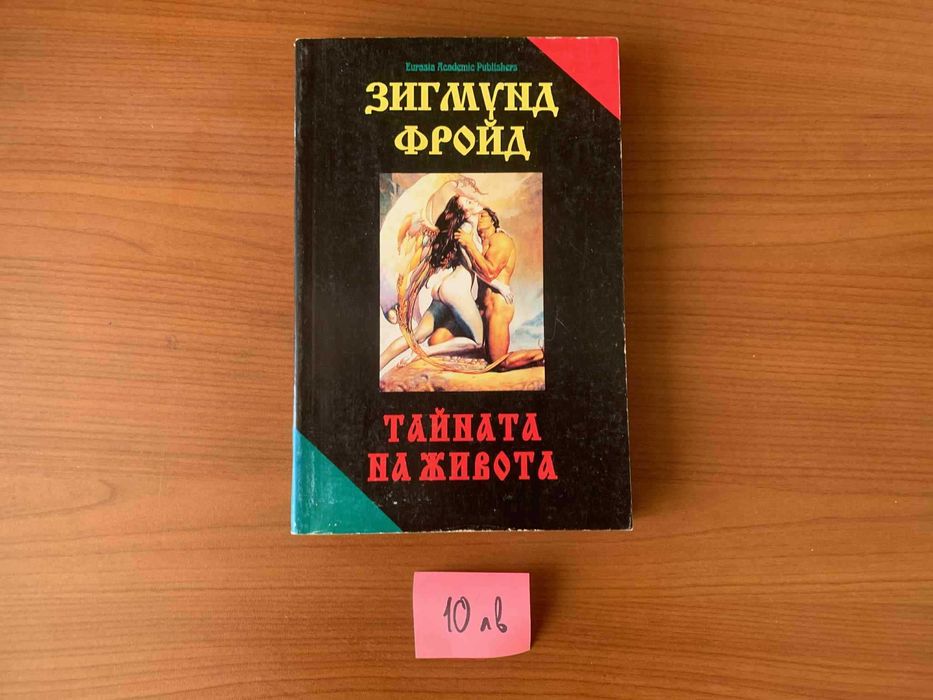 Eurasia Academic Publishers
ЗИГМУНД
ФРОЙД
ТАЙНАТА
НА ЖИВОТА
10 лв